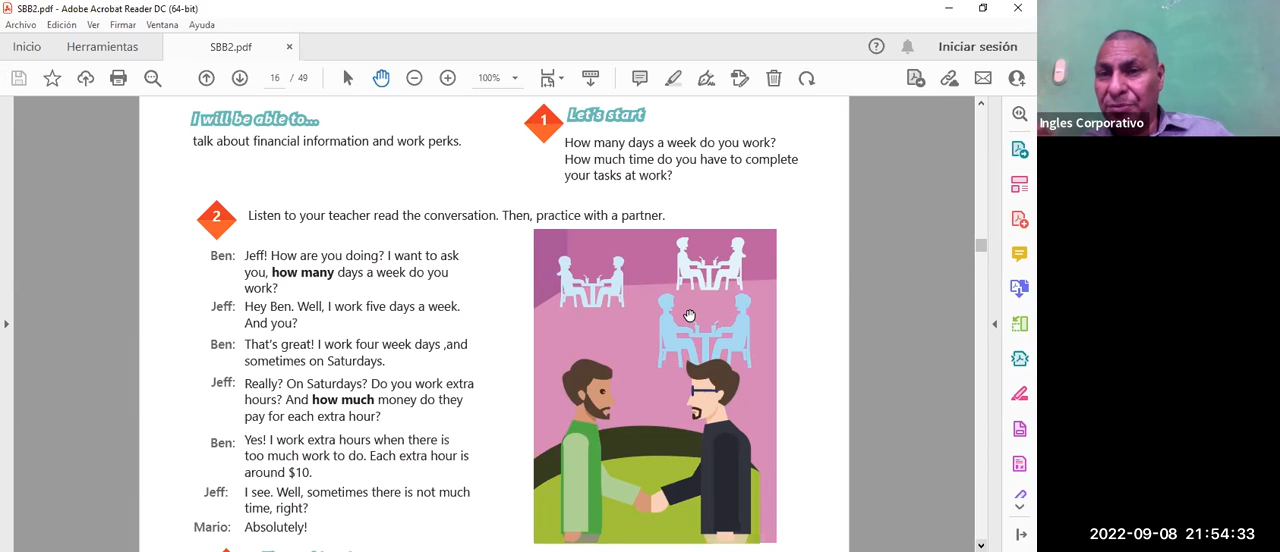 SBB2.pdf - Adobe Acrobat Reader DC (64-bit)
Archivo Edición Ver Firmar Ventana Ayuda
Inicio Herramientas SBB2.pdf × Iniciar sesión
16 / 49 100%
I will be able to...
talk about financial information and work perks.
1 Let's start
How many days a week do you work?
How much time do you have to complete
your tasks at work?
2 Listen to your teacher read the conversation. Then, practice with a partner.
Ben: Jeff! How are you doing? I want to ask
you, how many days a week do you
work?
Jeff: Hey Ben. Well, I work five days a week.
And you?
Ben: That's great! I work four week days ,and
sometimes on Saturdays.
Jeff: Really? On Saturdays? Do you work extra
hours? And how much money do they
pay for each extra hour?
Ben: Yes! I work extra hours when there is
too much work to do. Each extra hour is
around $10.
Jeff: I see. Well, sometimes there is not much
time, right?
Mario: Absolutely!
Ingles Corporativo
2022-09-08 21:54:33